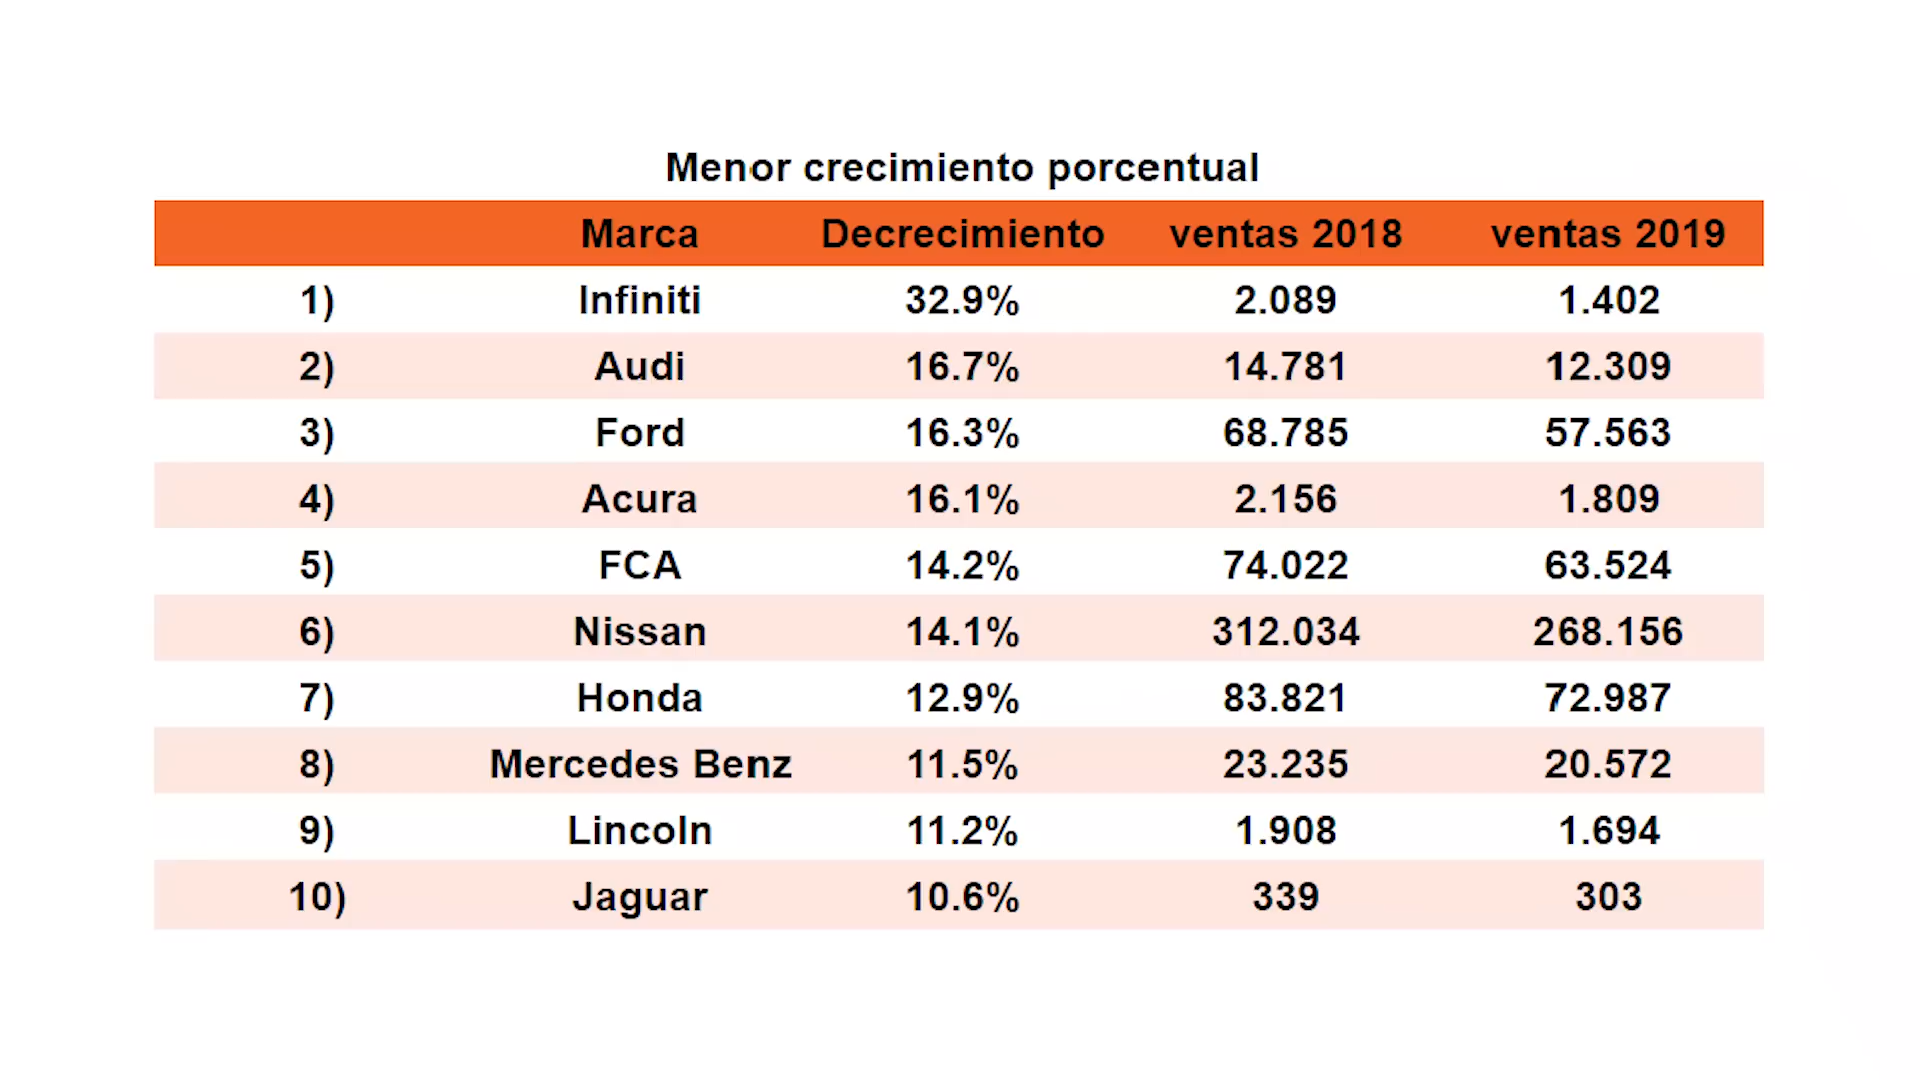 Menor crecimiento porcentual
Marca Decrecimiento ventas 2018 ventas 2019
1) Infiniti 32.9% 2.089 1.402
2) Audi 16.7% 14.781 12.309
3) Ford 16.3% 68.785 57.563
4) Acura 16.1% 2.156 1.809
5) FCA 14.2% 74.022 63.524
6) Nissan 14.1% 312.034 268.156
7) Honda 12.9% 83.821 72.987
8) Mercedes Benz 11.5% 23.235 20.572
9) Lincoln 11.2% 1.908 1.694
10) Jaguar 10.6% 339 303